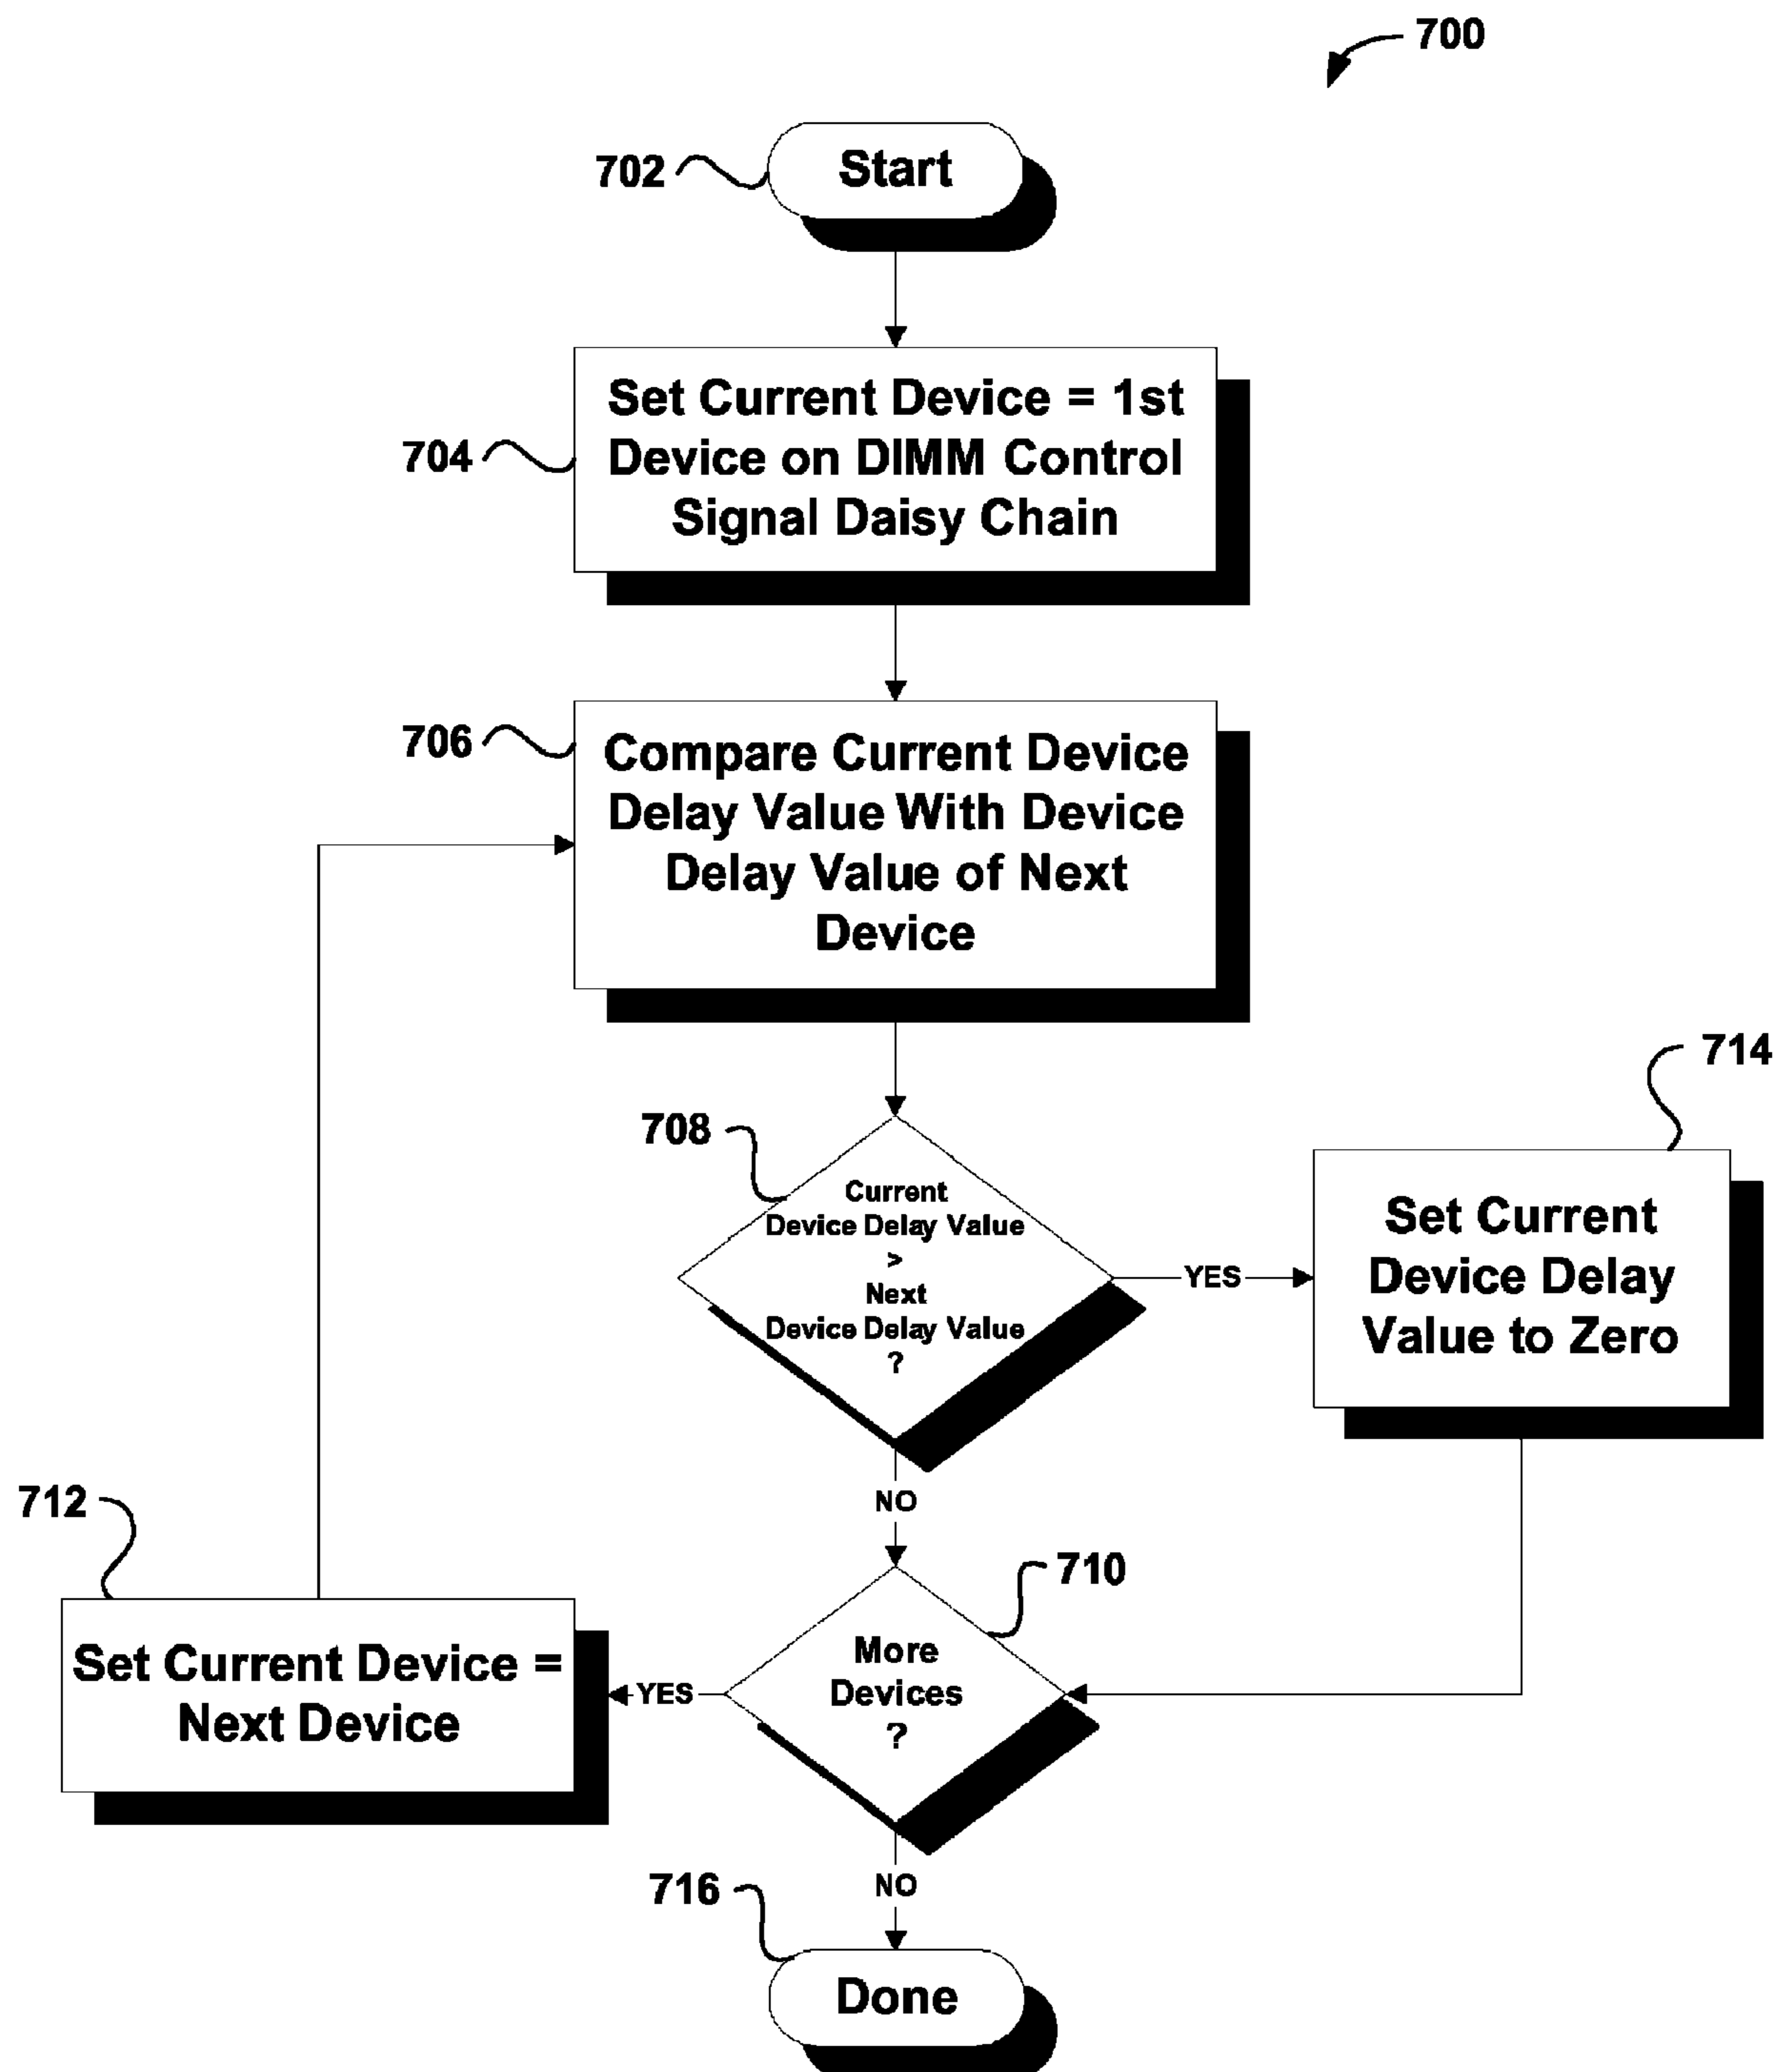 700
702
Start
704
Set Current Device = 1st
Device on DIMM Control
Signal Daisy Chain
706
Compare Current Device
Delay Value With Device
Delay Value of Next
Device
708
Current
Device Delay Value
>
Next
Device Delay Value
?
YES
714
Set Current
Device Delay
Value to Zero
NO
710
More
Devices
?
YES
712
Set Current Device =
Next Device
NO
716
Done